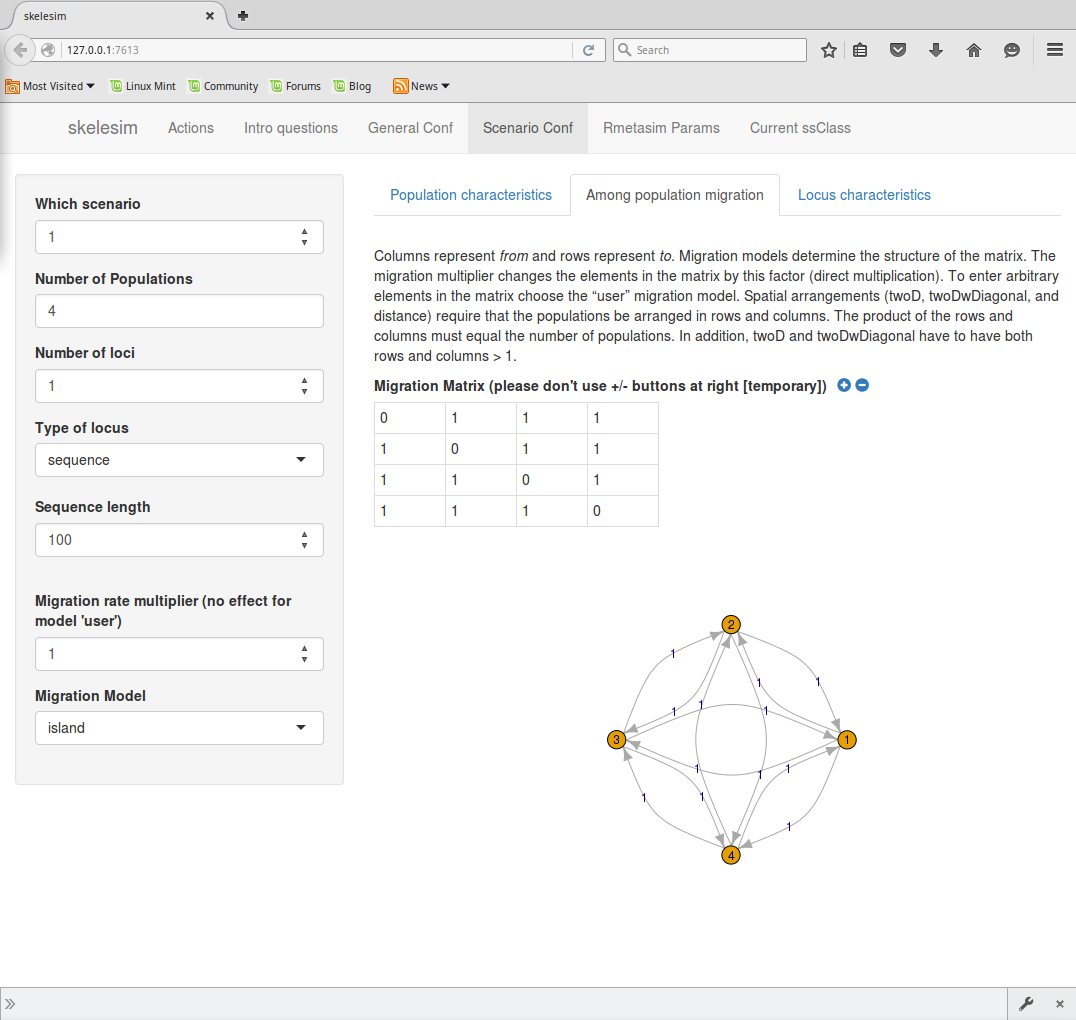 skelesim
127.0.0.1:7613
Search
Most Visited Linux Mint Community Forums Blog News
skelesim Actions Intro questions General Conf Scenario Conf Rmetasim Params Current ssClass
Which scenario
1
Number of Populations
4
Number of loci
1
Type of locus
sequence
Sequence length
100
Migration rate multiplier (no effect for
model 'user')
1
Migration Model
island
Population characteristics Among population migration Locus characteristics
Columns represent from and rows represent to. Migration models determine the structure of the matrix. The
migration multiplier changes the elements in the matrix by this factor (direct multiplication). To enter arbitrary
elements in the matrix choose the “user” migration model. Spatial arrangements (twoD, twoDwDiagonal, and
distance) require that the populations be arranged in rows and columns. The product of the rows and
columns must equal the number of populations. In addition, twoD and twoDwDiagonal have to have both
rows and columns > 1.
Migration Matrix (please don't use +/- buttons at right [temporary])
0 1 1 1
1 0 1 1
1 1 0 1
1 1 1 0
2
1
1 1
1 1 1
3 1
1 1 1
1 1
1
4